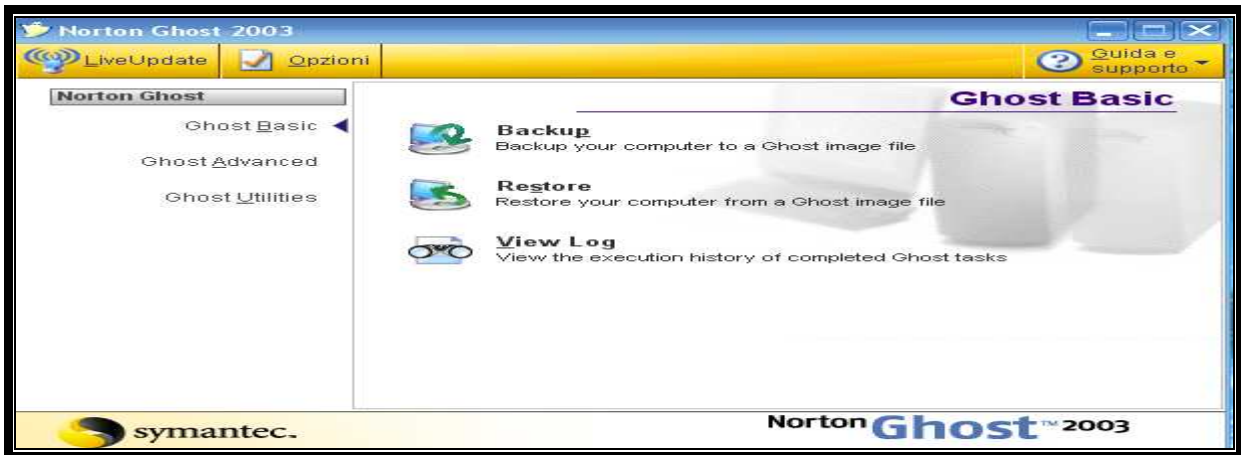 Norton Ghost 2003
LiveUpdate
Opzioni
Guida e
supporto
Norton Ghost
Ghost Basic
Ghost Advanced
Ghost Utilities
Ghost Basic
Backup
Backup your computer to a Ghost image file
Restore
Restore your computer from a Ghost image file
View Log
View the execution history of completed Ghost tasks
symantec.
Norton Ghost™ 2003